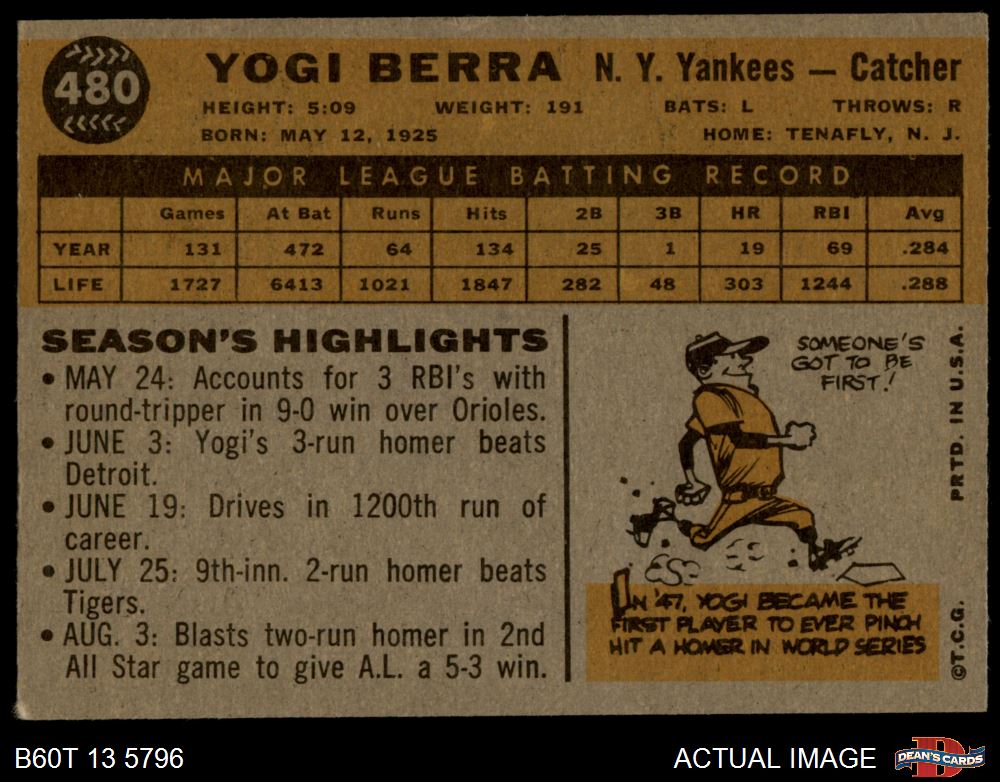 480
YOGI BERRA N. Y. Yankees — Catcher
HEIGHT: 5:09 WEIGHT: 191 BATS: L THROWS: R
BORN: MAY 12, 1925 HOME: TENAFLY, N. J.
MAJOR LEAGUE BATTING RECORD
Games At Bat Runs Hits 2B 3B HR RBI Avg
YEAR 131 472 64 134 25 1 19 69 .284
LIFE 1727 6413 1021 1847 282 48 303 1244 .288
SEASON'S HIGHLIGHTS
• MAY 24: Accounts for 3 RBI's with
round-tripper in 9-0 win over Orioles.
• JUNE 3: Yogi's 3-run homer beats
Detroit.
• JUNE 19: Drives in 1200th run of
career.
• JULY 25: 9th-inn. 2-run homer beats
Tigers.
• AUG. 3: Blasts two-run homer in 2nd
All Star game to give A.L. a 5-3 win.
SOMEONE'S
GOT TO BE
FIRST!
IN '47, YOGI BECAME THE
FIRST PLAYER TO EVER PINCH
HIT A HOMER IN WORLD SERIES
©T.C.G. PRTD. IN U.S.A.
B60T 13 5796 ACTUAL IMAGE
D
DEAN'S CARDS